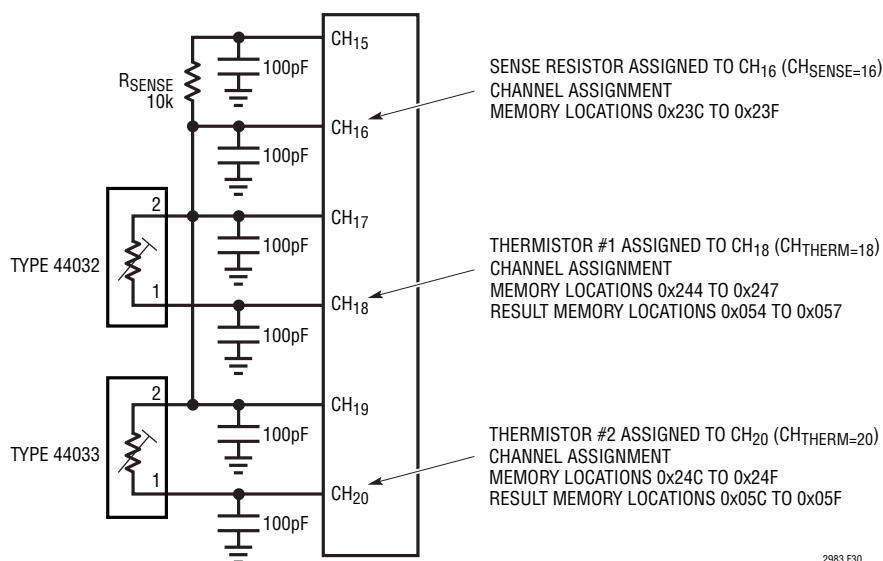 CH15
100pF
RSENSE
10k
CH16
100pF
2
CH17
100pF
TYPE 44032
1
CH18
100pF
2
CH19
100pF
TYPE 44033
1
CH20
100pF
SENSE RESISTOR ASSIGNED TO CH16 (CHSENSE=16)
CHANNEL ASSIGNMENT
MEMORY LOCATIONS 0x23C TO 0x23F
THERMISTOR #1 ASSIGNED TO CH18 (CHTHERM=18)
CHANNEL ASSIGNMENT
MEMORY LOCATIONS 0x244 TO 0x247
RESULT MEMORY LOCATIONS 0x054 TO 0x057
THERMISTOR #2 ASSIGNED TO CH20 (CHTHERM=20)
CHANNEL ASSIGNMENT
MEMORY LOCATIONS 0x24C TO 0x24F
RESULT MEMORY LOCATIONS 0x05C TO 0x05F
2983 F30